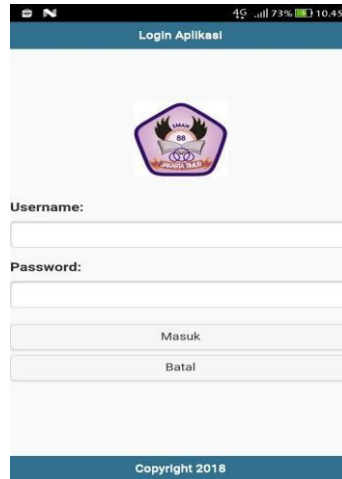 4G 73% 10.45
Login Aplikasi
SMAN
88
JAKARTA TIMUR
Username:
Password:
Masuk
Batal
Copyright 2018